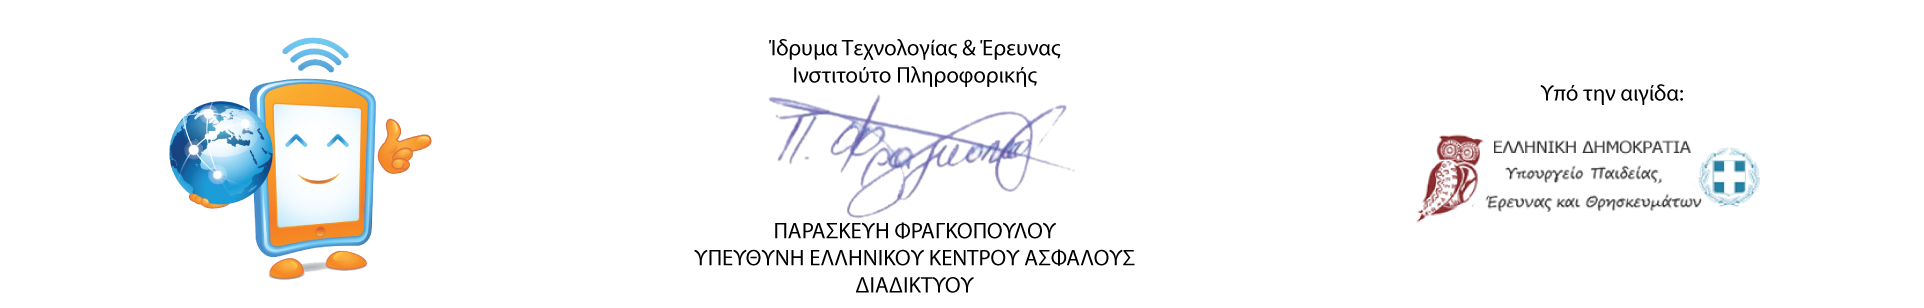 Ίδρυμα Τεχνολογίας & Έρευνας
Ινστιτούτο Πληροφορικής
Π. Φραγκοπού
ΠΑΡΑΣΚΕΥΗ ΦΡΑΓΚΟΠΟΥΛΟΥ
ΥΠΕΥΘΥΝΗ ΕΛΛΗΝΙΚΟΥ ΚΕΝΤΡΟΥ ΑΣΦΑΛΟΥΣ
ΔΙΑΔΙΚΤΥΟΥ
Υπό την αιγίδα:
ΕΛΛΗΝΙΚΗ ΔΗΜΟΚΡΑΤΙΑ
Υπουργείο Παιδείας,
Έρευνας και Θρησκευμάτων